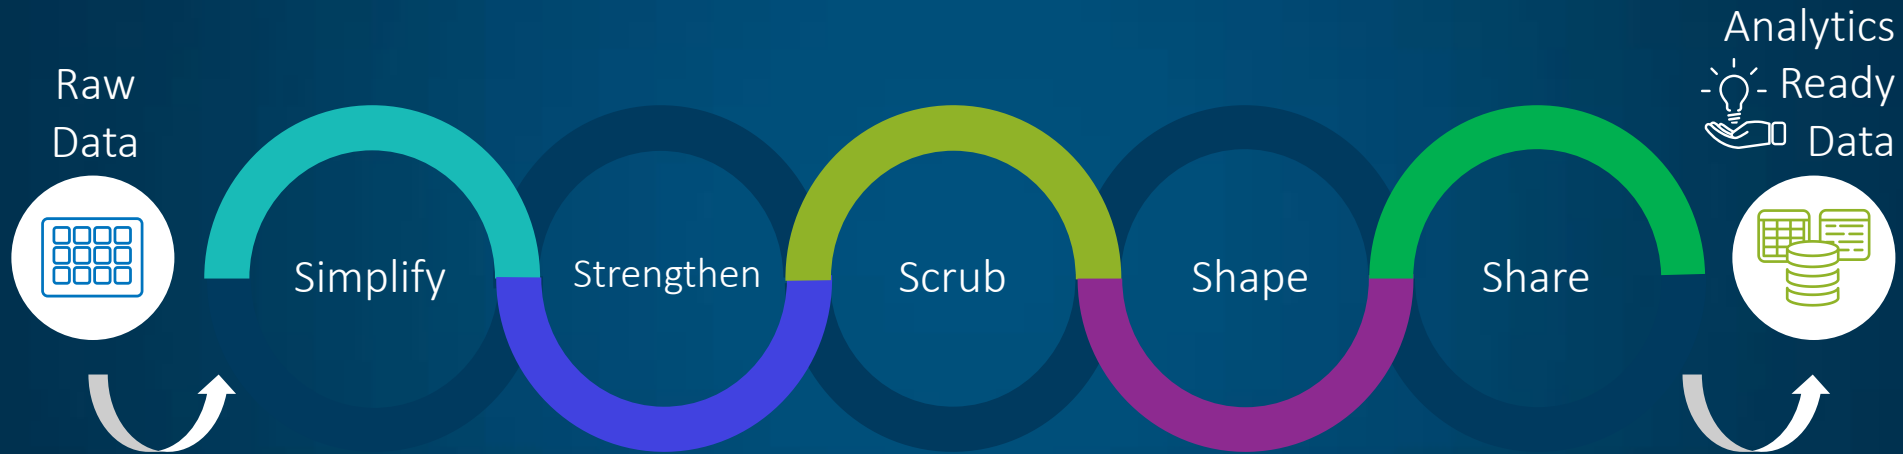 Raw
Data
Simplify
Strengthen
Scrub
Shape
Share
Analytics
Ready
Data